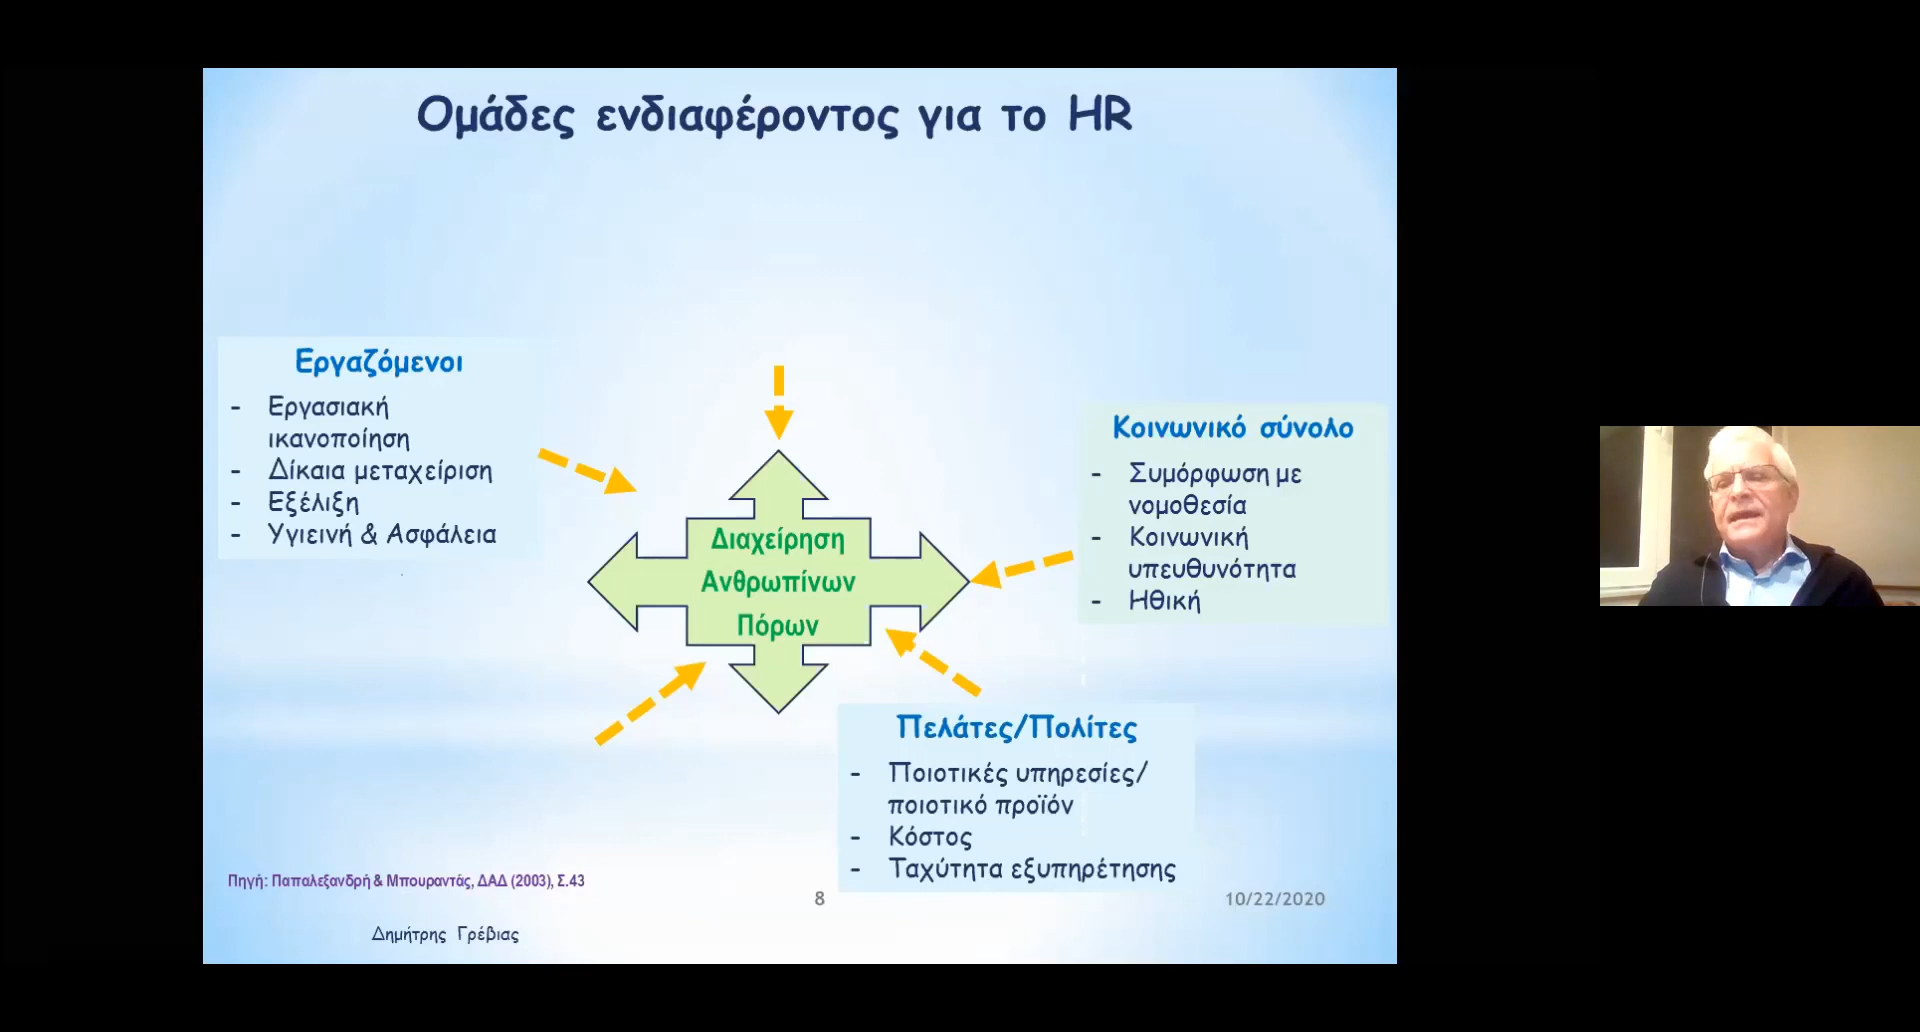 Ομάδες ενδιαφέροντος για το HR
Εργαζόμενοι
- Εργασιακή
ικανοποίηση
- Δίκαια μεταχείριση
- Εξέλιξη
- Υγιεινή & Ασφάλεια
Διαχείρηση
Ανθρωπίνων
Πόρων
Κοινωνικό σύνολο
- Συμόρφωση με
νομοθεσία
- Κοινωνική
υπευθυνότητα
- Ηθική
Πελάτες/Πολίτες
- Ποιοτικές υπηρεσίες/
ποιοτικό προϊόν
- Κόστος
- Ταχύτητα εξυπηρέτησης
Πηγή: Παπαλεξανδρή & Μπουραντάς, ΔΑΔ (2003), Σ.43
8
10/22/2020
Δημήτρης Γρέβιας